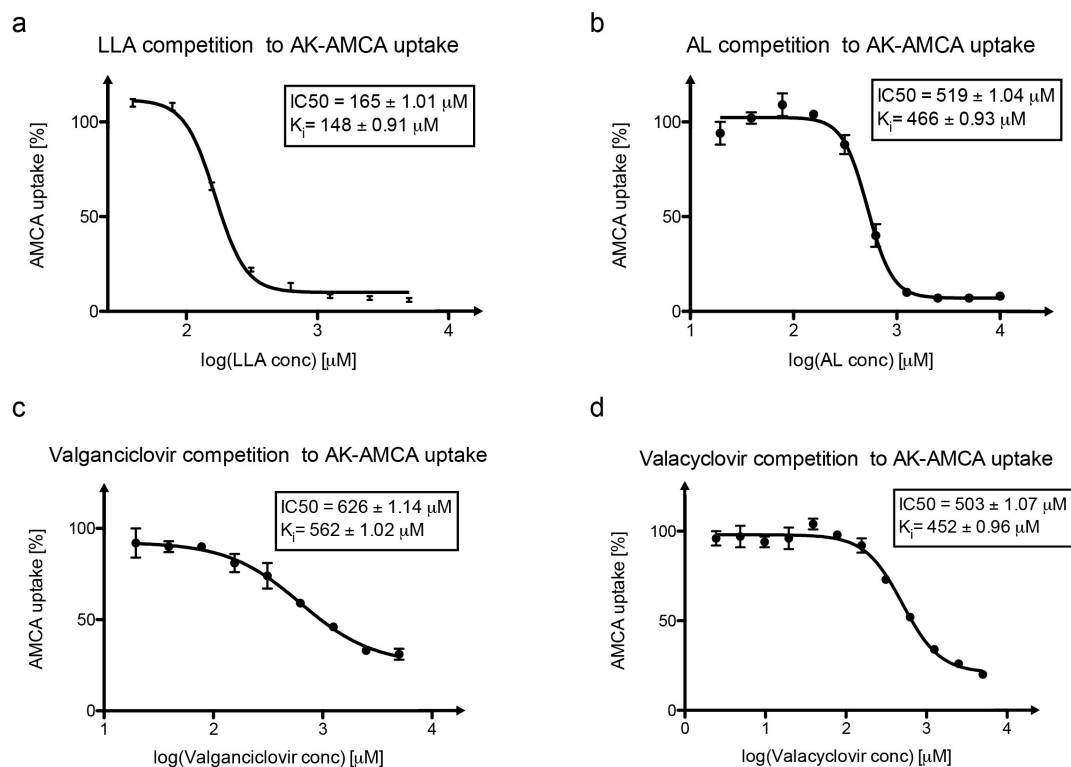 a
LLA competition to AK-AMCA uptake
IC50 = 165 ± 1.01 µM
Ki= 148 ± 0.91 µM
AMCA uptake [%]
100
50
0
2
3
4
log(LLA conc) [µM]
b
AL competition to AK-AMCA uptake
IC50 = 519 ± 1.04 µM
Ki= 466 ± 0.93 µM
AMCA uptake [%]
100
50
0
1
2
3
4
log(AL conc) [µM]
c
Valganciclovir competition to AK-AMCA uptake
IC50 = 626 ± 1.14 µM
Ki= 562 ± 1.02 µM
AMCA uptake [%]
100
50
0
1
2
3
4
log(Valganciclovir conc) [µM]
d
Valacyclovir competition to AK-AMCA uptake
IC50 = 503 ± 1.07 µM
Ki= 452 ± 0.96 µM
AMCA uptake [%]
100
50
0
0
1
2
3
4
log(Valacyclovir conc) [µM]